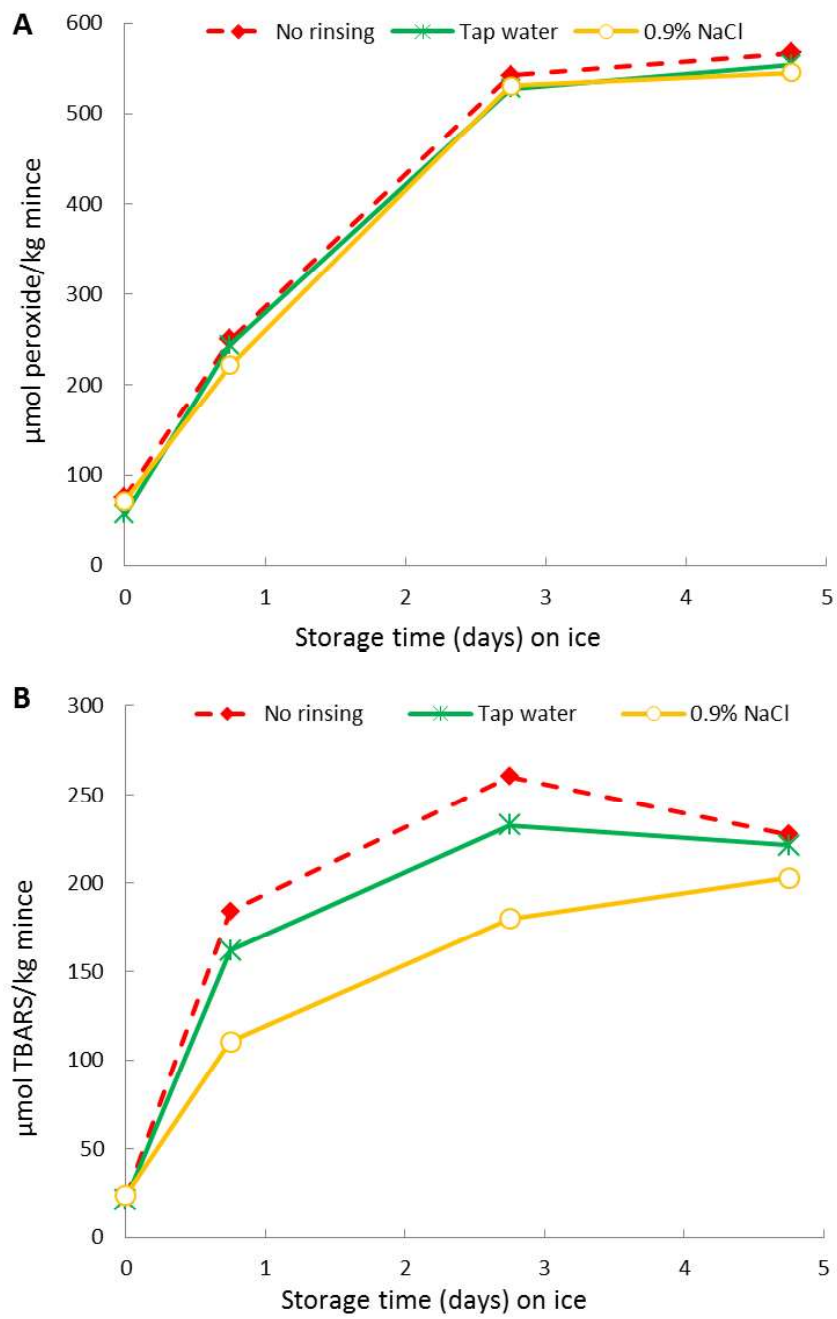 A
No rinsing Tap water 0.9% NaCl
600
500
400
300
200
100
0
µmol peroxide/kg mince
0 1 2 3 4 5
Storage time (days) on ice
B
No rinsing Tap water 0.9% NaCl
300
250
200
150
100
50
0
µmol TBARS/kg mince
0 1 2 3 4 5
Storage time (days) on ice